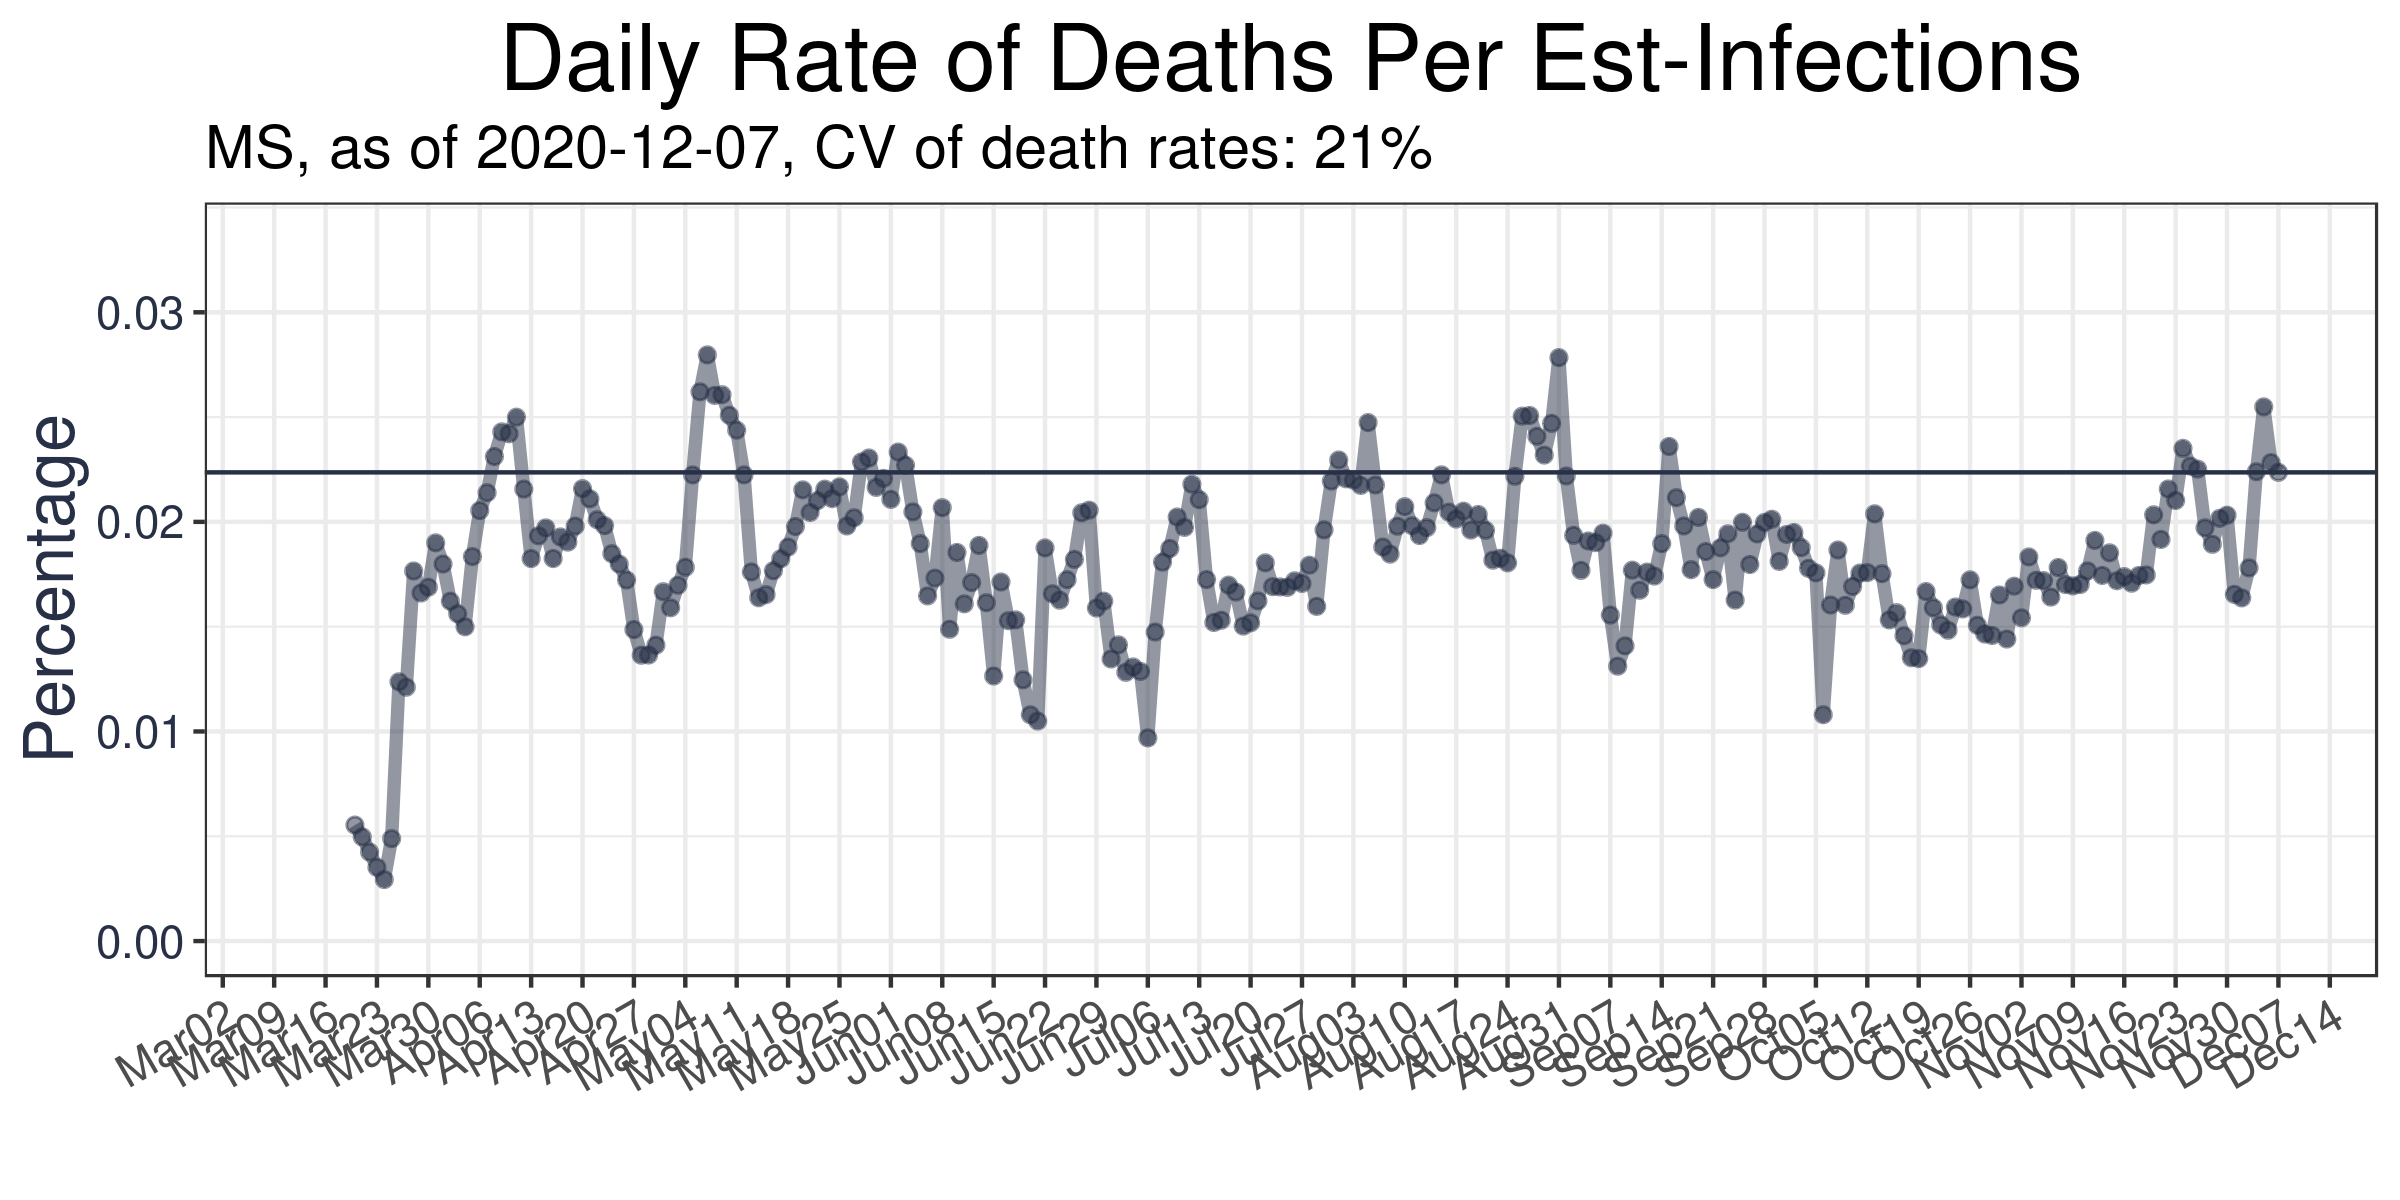 Daily Rate of Deaths Per Est-Infections
MS, as of 2020-12-07, CV of death rates: 21%
Percentage
0.03
0.02
0.01
0.00
Mar02
Mar09
Mar16
Mar23
Mar30
Apr06
Apr13
Apr20
Apr27
May04
May11
May18
May25
Jun01
Jun08
Jun15
Jun22
Jun29
Jul06
Jul13
Jul20
Jul27
Aug03
Aug10
Aug17
Aug24
Aug31
Sep07
Sep14
Sep21
Sep28
Oct05
Oct12
Oct19
Oct26
Nov02
Nov09
Nov16
Nov23
Nov30
Dec07
Dec14